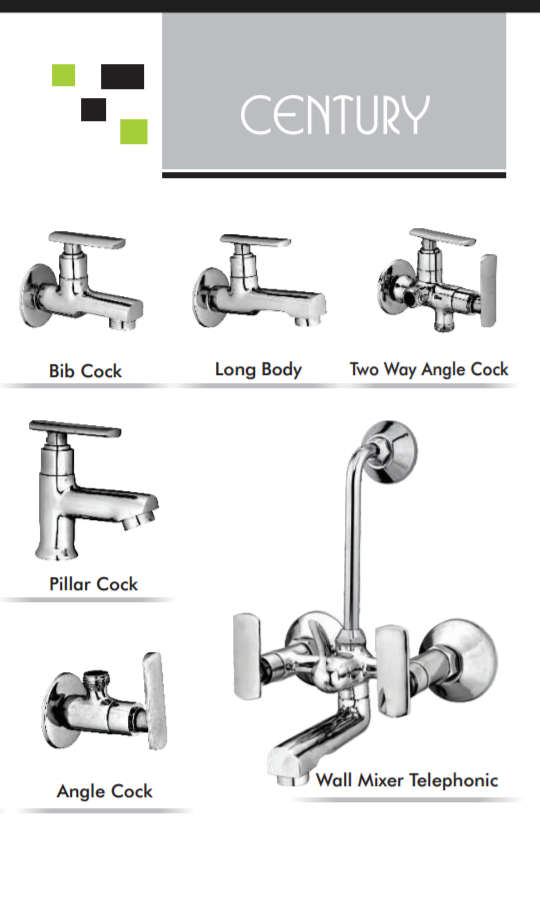 CENTURY
Bib Cock
Long Body
Two Way Angle Cock
Pillar Cock
Angle Cock
Wall Mixer Telephonic